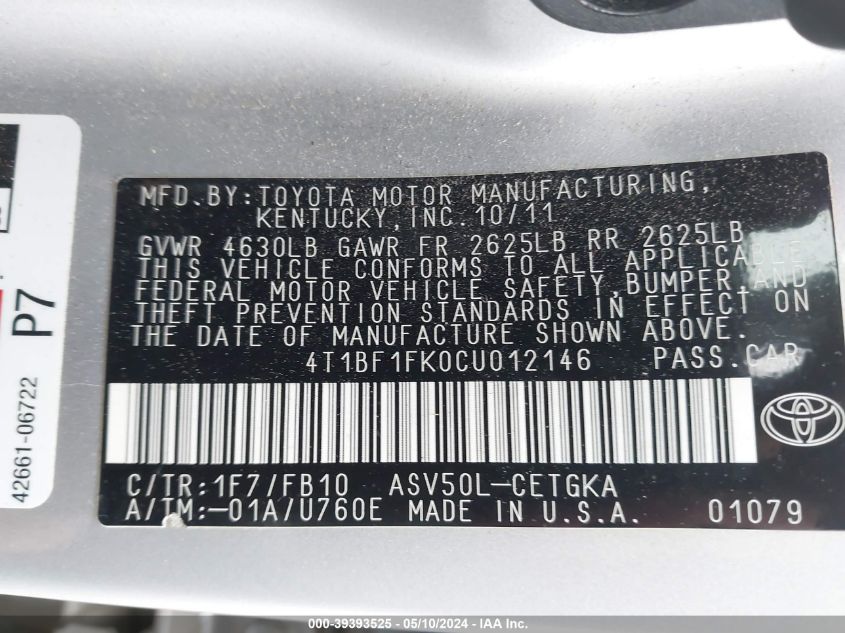 MFD.BY:TOYOTA MOTOR MANUFACTURING,
KENTUCKY,INC.10/11
GVWR 4630LB GAWR FR 2625LB RR 2625LB
THIS VEHICLE CONFORMS TO ALL APPLICABLE
FEDERAL MOTOR VEHICLE SAFETY,BUMPER,AND
THEFT PREVENTION STANDARDS IN EFFECT ON
THE DATE OF MANUFACTURE SHOWN ABOVE.
4T1BF1FK0CU012146 PASS.CAR
C/TR:1F7/FB10 ASV50L-CETGKA
A/TM:-01A/U760E MADE IN U.S.A. 01079
P7
42661-06722
000-39393525 - 05/10/2024 - IAAI.COM